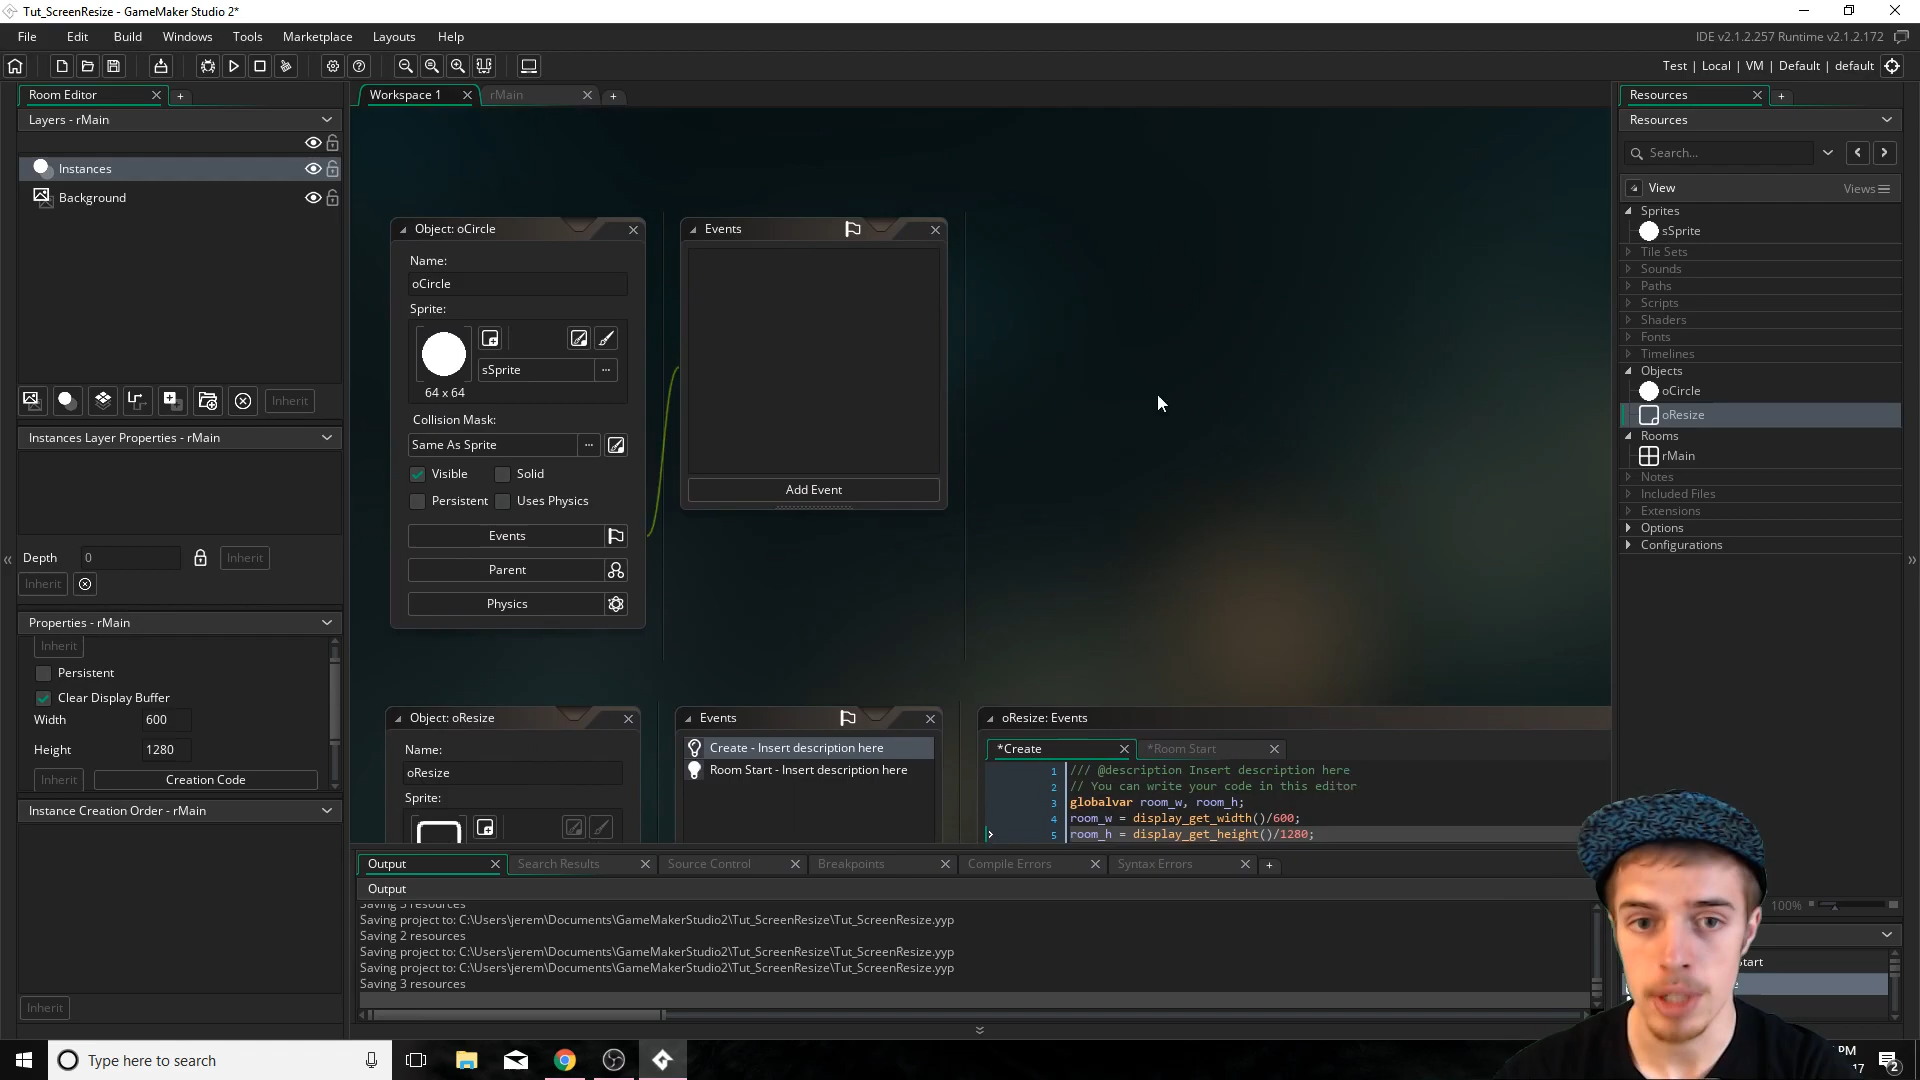 Tut_ScreenResize - GameMaker Studio 2*
File Edit Build Windows Tools Marketplace Layouts Help
IDE v2.1.2.257 Runtime v2.1.2.172
Test | Local | VM | Default | default
Room Editor
Layers - rMain
Instances
Background
Inherit
Instances Layer Properties - rMain
Depth 0 Inherit
Inherit
Properties - rMain
Inherit
Persistent
Clear Display Buffer
Width 600
Height 1280
Inherit Creation Code
Instance Creation Order - rMain
Inherit
Workspace 1 rMain
Object: oCircle
Name:
oCircle
Sprite:
sSprite
64 x 64
Collision Mask:
Same As Sprite
Visible Solid
Persistent Uses Physics
Events
Parent
Physics
Events
Add Event
Object: oResize
Name:
oResize
Sprite:
Events
Create - Insert description here
Room Start - Insert description here
oResize: Events
*Create *Room Start
1 /// @description Insert description here
2 // You can write your code in this editor
3 globalvar room_w, room_h;
4 room_w = display_get_width()/600;
5 room_h = display_get_height()/1280;
Output Search Results Source Control Breakpoints Compile Errors Syntax Errors
Output
Saving 3 resources
Saving project to: C:\Users\jerem\Documents\GameMakerStudio2\Tut_ScreenResize\Tut_ScreenResize.yyp
Saving 2 resources
Saving project to: C:\Users\jerem\Documents\GameMakerStudio2\Tut_ScreenResize\Tut_ScreenResize.yyp
Saving project to: C:\Users\jerem\Documents\GameMakerStudio2\Tut_ScreenResize\Tut_ScreenResize.yyp
Saving 3 resources
Resources
Resources
Search...
View Views
Sprites
sSprite
Tile Sets
Sounds
Paths
Scripts
Shaders
Fonts
Timelines
Objects
oCircle
oResize
Rooms
rMain
Notes
Included Files
Extensions
Options
Configurations
100%
tart
Type here to search
PM
17
2